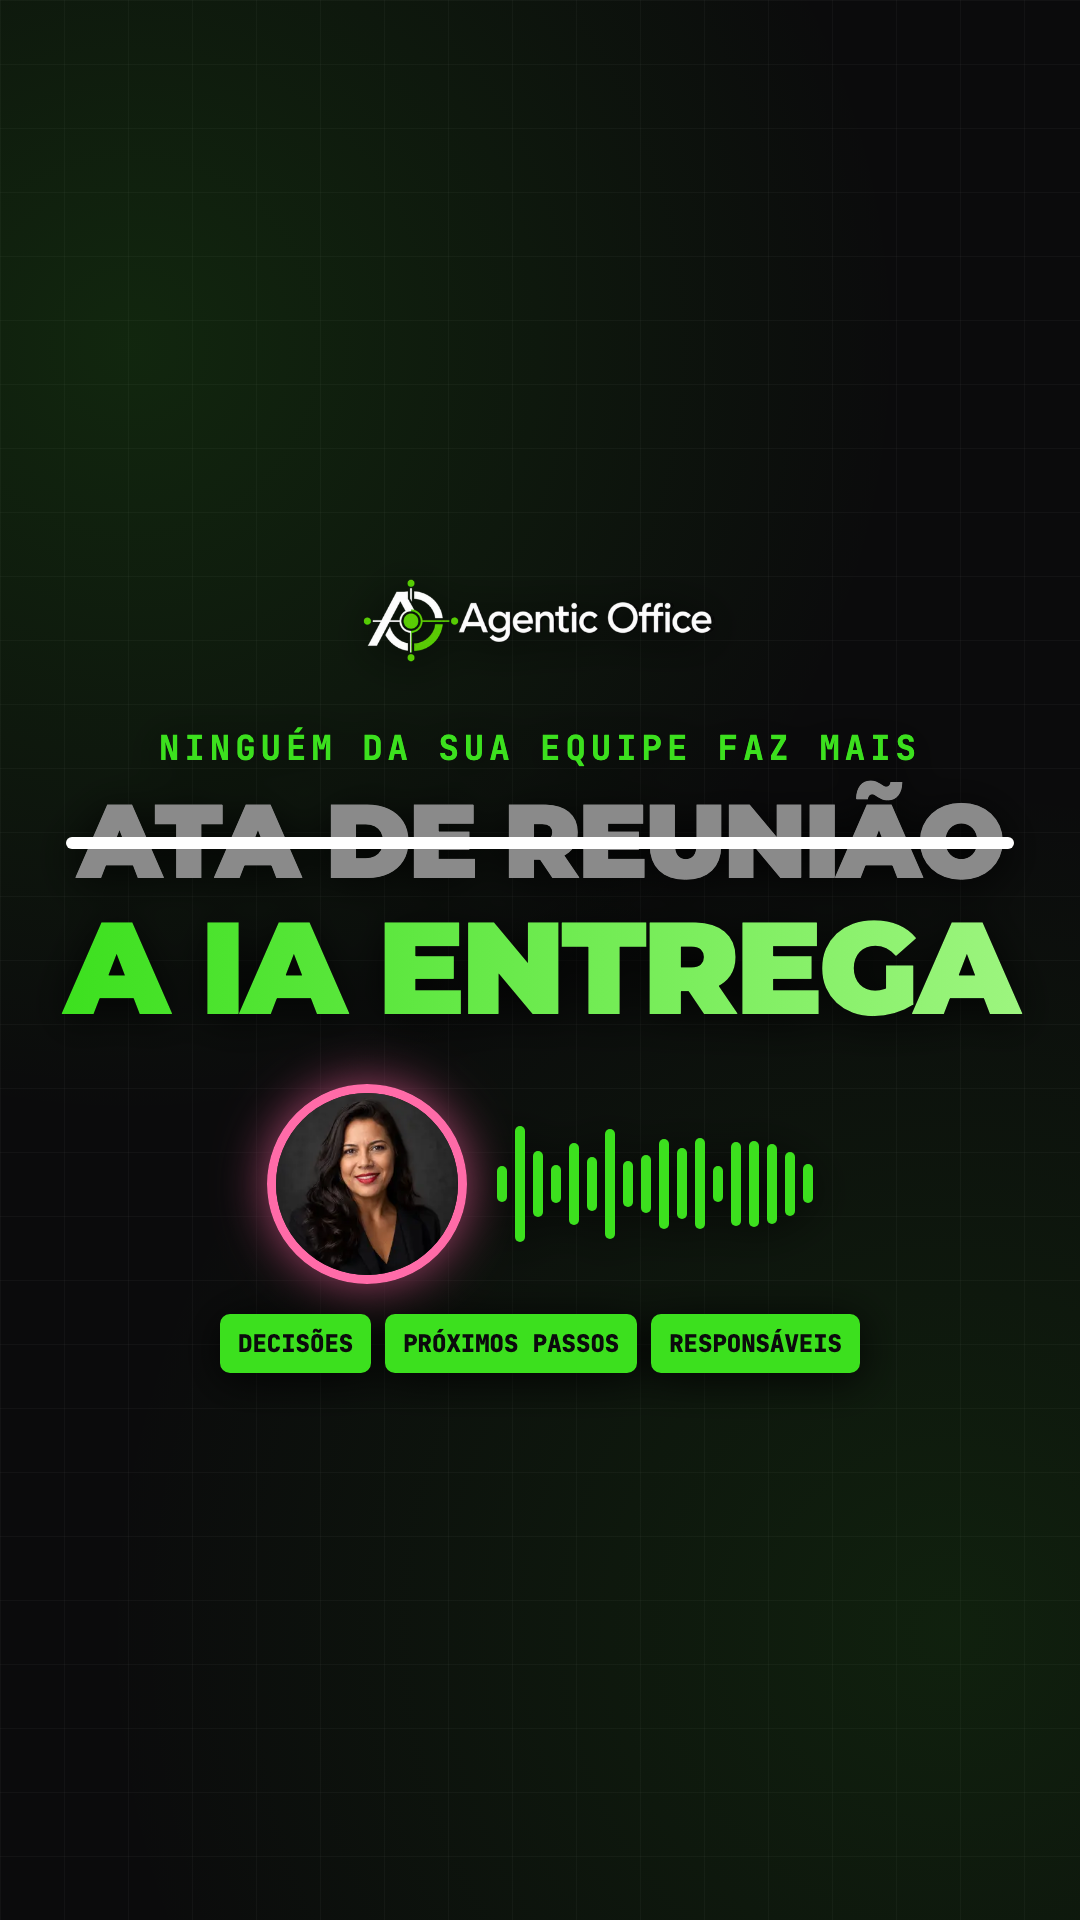 Agentic Office
NINGUÉM DA SUA EQUIPE FAZ MAIS
ATA DE REUNIÃO
A IA ENTREGA
DECISÕES PRÓXIMOS PASSOS RESPONSÁVEIS